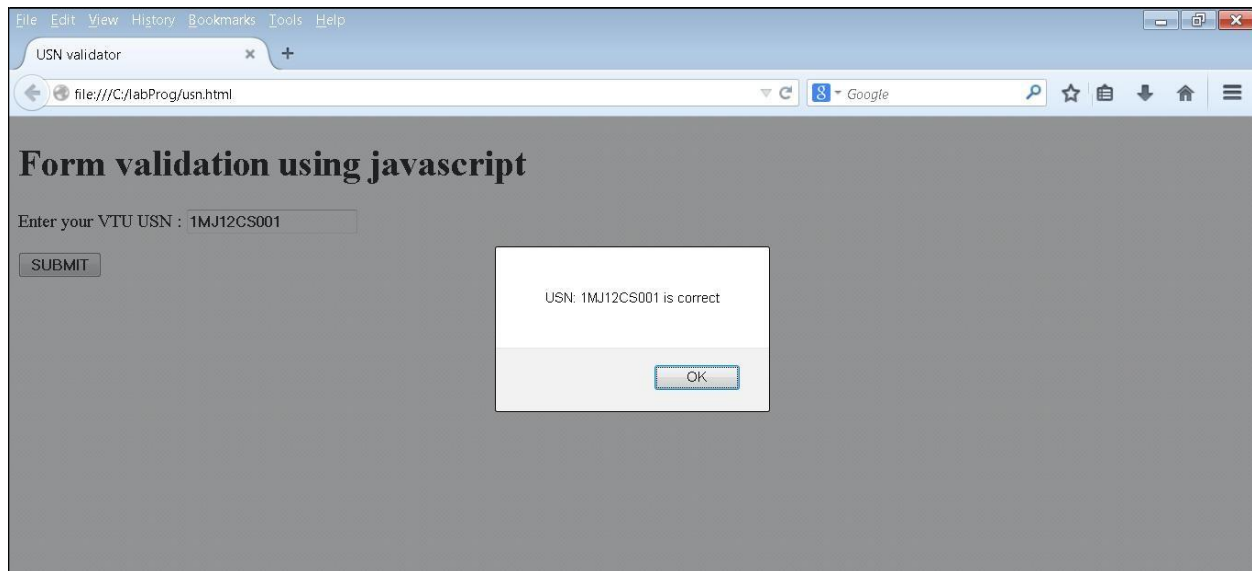 File Edit View History Bookmarks Tools Help
USN validator
file:///C:/labProg/usn.html
8 Google
Form validation using javascript
Enter your VTU USN : 1MJ12CS001
SUBMIT
USN: 1MJ12CS001 is correct
OK